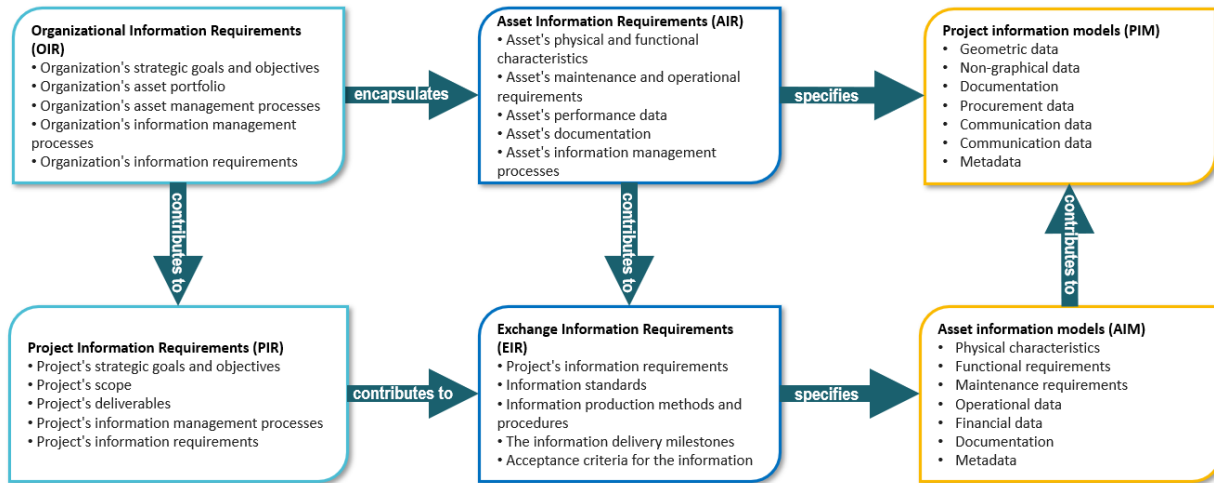 Organizational Information Requirements
(OIR)
• Organization's strategic goals and objectives
• Organization's asset portfolio
• Organization's asset management processes
• Organization's information management
processes
• Organization's information requirements
encapsulates
Asset Information Requirements (AIR)
• Asset's physical and functional
characteristics
• Asset's maintenance and operational
requirements
• Asset's performance data
• Asset's documentation
• Asset's information management
processes
specifies
Project information models (PIM)
• Geometric data
• Non-graphical data
• Documentation
• Procurement data
• Communication data
• Communication data
• Metadata
contributes to
contributes to
contributes to
Project Information Requirements (PIR)
• Project's strategic goals and objectives
• Project's scope
• Project's deliverables
• Project's information management processes
• Project's information requirements
contributes to
Exchange Information Requirements
(EIR)
• Project's information requirements
• Information standards
• Information production methods and
procedures
• The information delivery milestones
• Acceptance criteria for the information
specifies
Asset information models (AIM)
• Physical characteristics
• Functional requirements
• Maintenance requirements
• Operational data
• Financial data
• Documentation
• Metadata